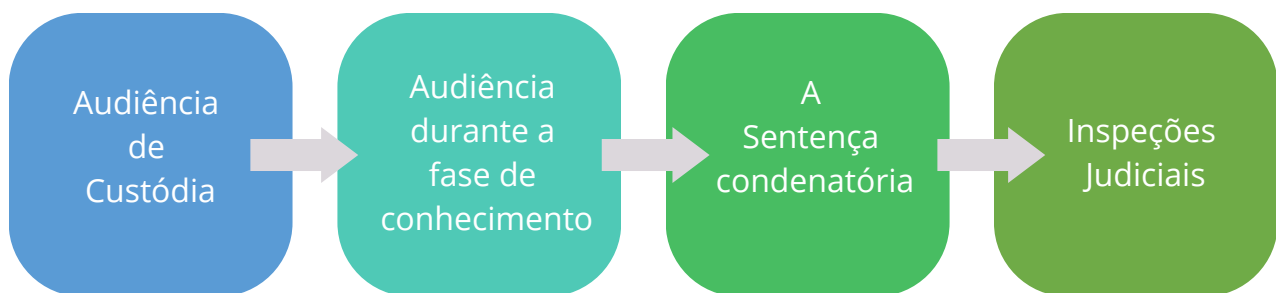 Audiência
de
Custódia
Audiência
durante a
fase de
conhecimento
A
Sentença
condenatória
Inspeções
Judiciais